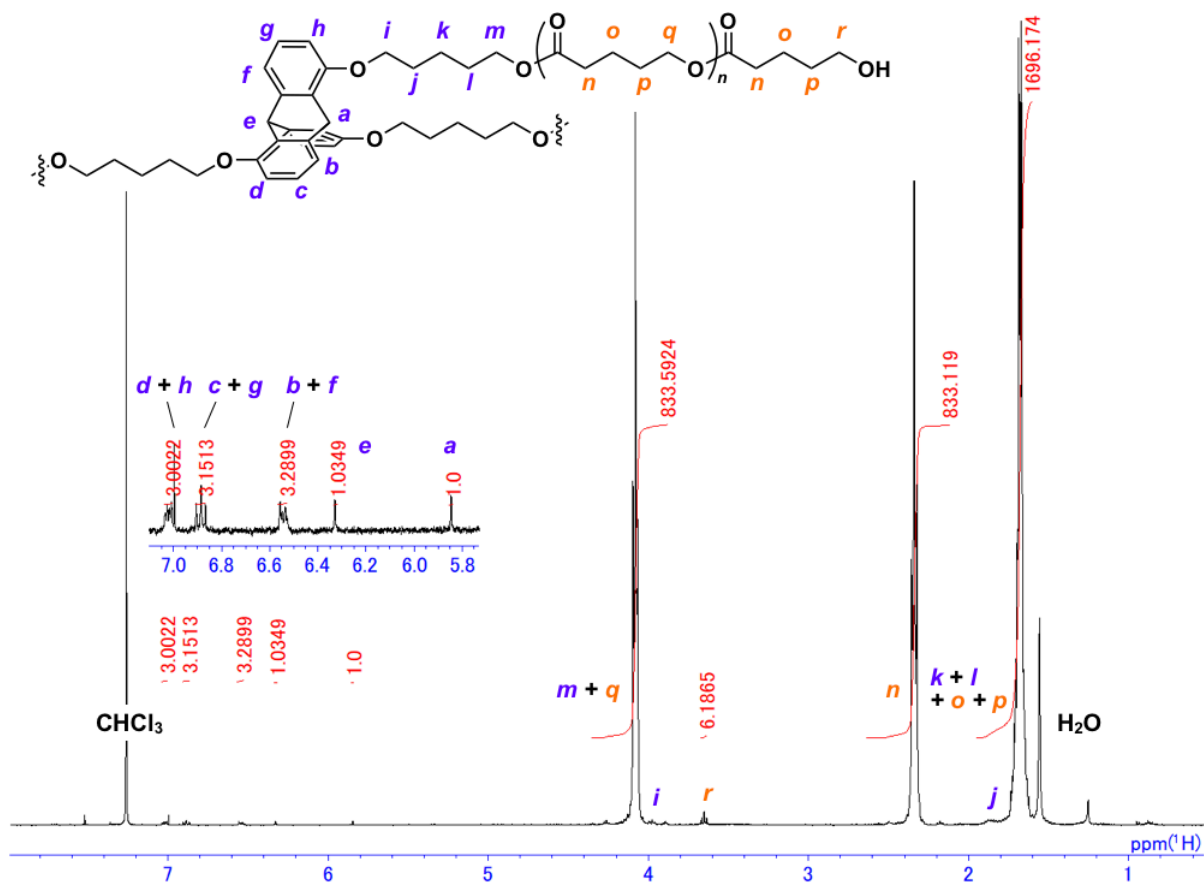 g h i k m O o q O o r
f O O O n OH
j l n p n p
e a
O O O O
b
d c
1696.174
833.5924
833.119
d + h c + g b + f
3.0022 3.1513 3.2899 1.0349 e a 1.0
7.0 6.8 6.6 6.4 6.2 6.0 5.8
3.0022 3.1513 3.2899 1.0349 1.0
m + q 6.1865 n k + l
+ o + p
CHCl3 H2O
i r j
7 6 5 4 3 2 1
ppm(¹H)